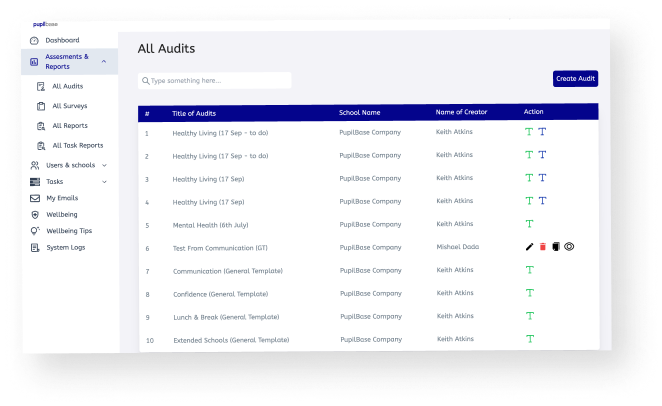 pupilbase
Dashboard
Assesments &
Reports
All Audits
All Surveys
All Reports
All Task Reports
Users & schools
Tasks
My Emails
Wellbeing
Wellbeing Tips
System Logs
All Audits
Type something here...
Create Audit
# Title of Audits School Name Name of Creator Action
1 Healthy Living (17 Sep - to do) PupilBase Company Keith Atkins T T
2 Healthy Living (17 Sep - to do) PupilBase Company Keith Atkins T T
3 Healthy Living (17 Sep) PupilBase Company Keith Atkins T T
4 Healthy Living (17 Sep) PupilBase Company Keith Atkins T T
5 Mental Health (6th July) PupilBase Company Keith Atkins T
6 Test From Communication (GT) PupilBase Company Mishael Dada
7 Communication (General Template) PupilBase Company Keith Atkins T
8 Confidence (General Template) PupilBase Company Keith Atkins T
9 Lunch & Break (General Template) PupilBase Company Keith Atkins T
10 Extended Schools (General Template) PupilBase Company Keith Atkins T